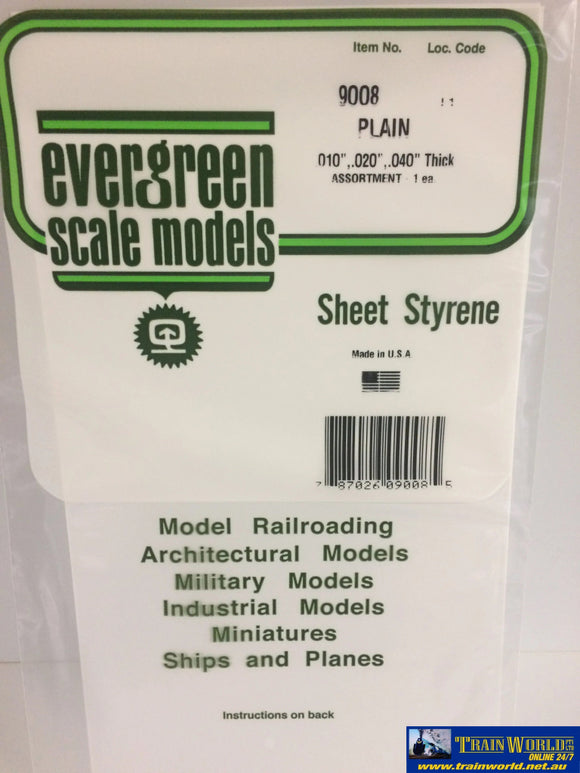 Item No. Loc. Code
9008
PLAIN
.010",.020",.040" Thick
ASSORTMENT - 1 ea.
evergreen
scale models
Sheet Styrene
Made in U.S.A.
7 87026 09008 5
Model Railroading
Architectural Models
Military Models
Industrial Models
Miniatures
Ships and Planes
Instructions on back
TRAIN WORLD
ONLINE 24/7
www.trainworld.net.au